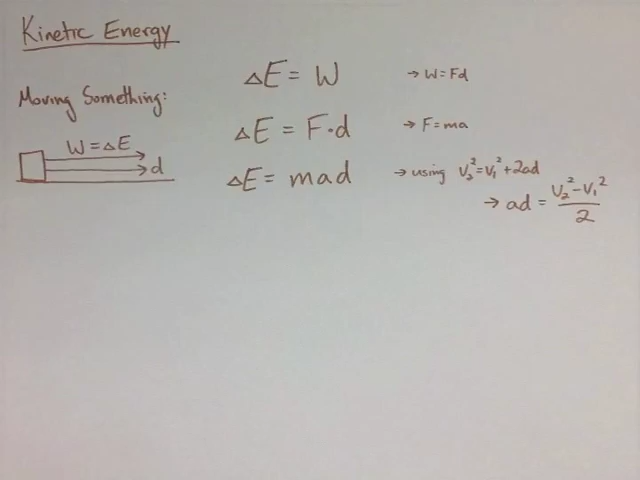 Kinetic Energy
Moving Something:
W = ΔE
d
ΔE = W → W = Fd
ΔE = F·d → F = ma
ΔE = mad → using V₂² = V₁² + 2ad
→ ad = (V₂² − V₁²)/2